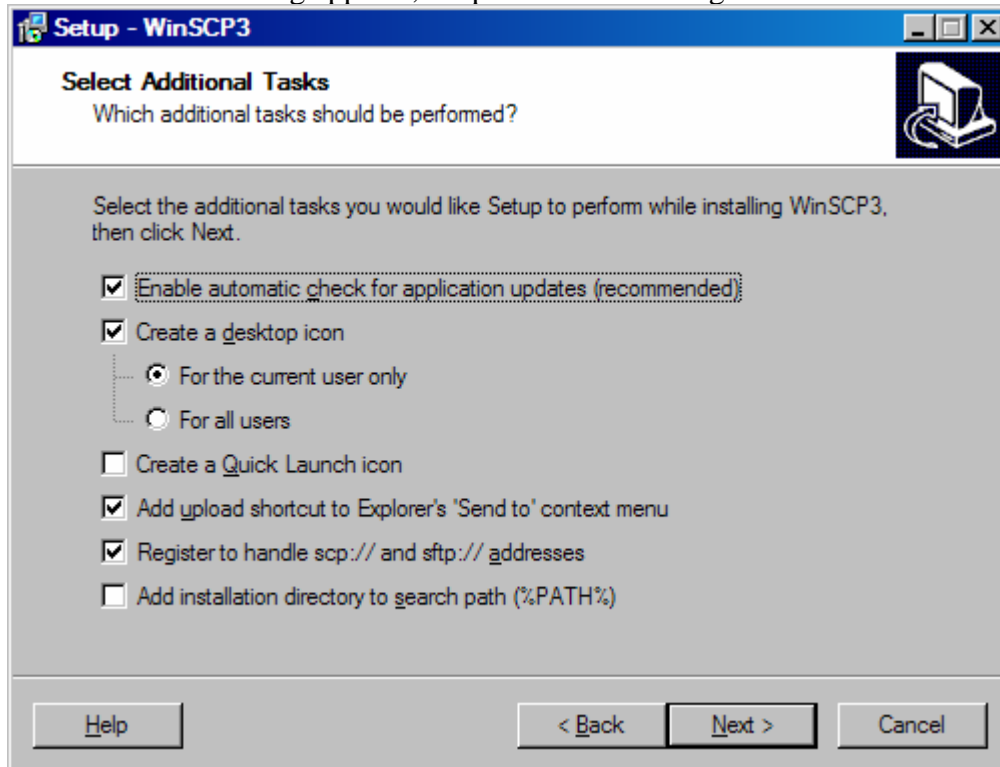 Setup - WinSCP3
Select Additional Tasks
Which additional tasks should be performed?
Select the additional tasks you would like Setup to perform while installing WinSCP3,
then click Next.
Enable automatic check for application updates (recommended)
Create a desktop icon
For the current user only
For all users
Create a Quick Launch icon
Add upload shortcut to Explorer's 'Send to' context menu
Register to handle scp:// and sftp:// addresses
Add installation directory to search path (%PATH%)
Help
< Back
Next >
Cancel